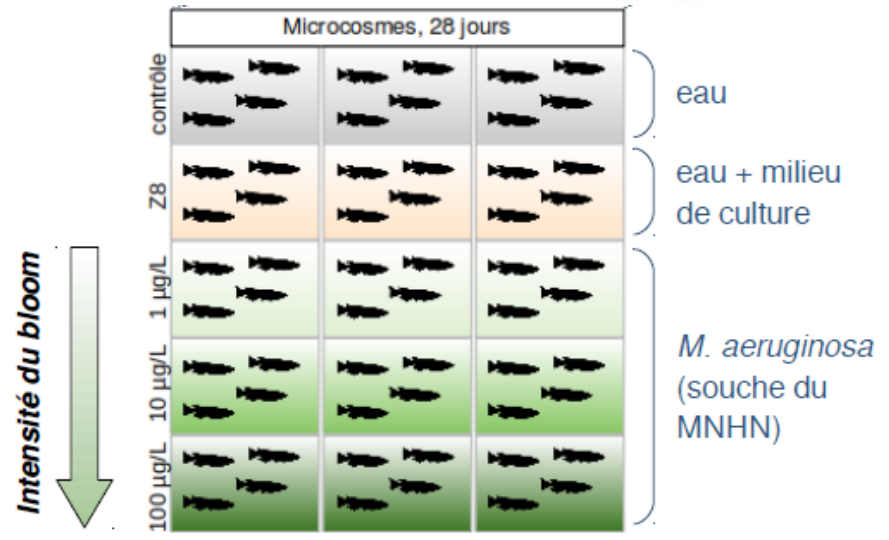 Microcosmes, 28 jours
contrôle
eau
Z8
eau + milieu
de culture
Intensité du bloom
1 µg/L
10 µg/L
100 µg/L
M. aeruginosa
(souche du
MNHN)